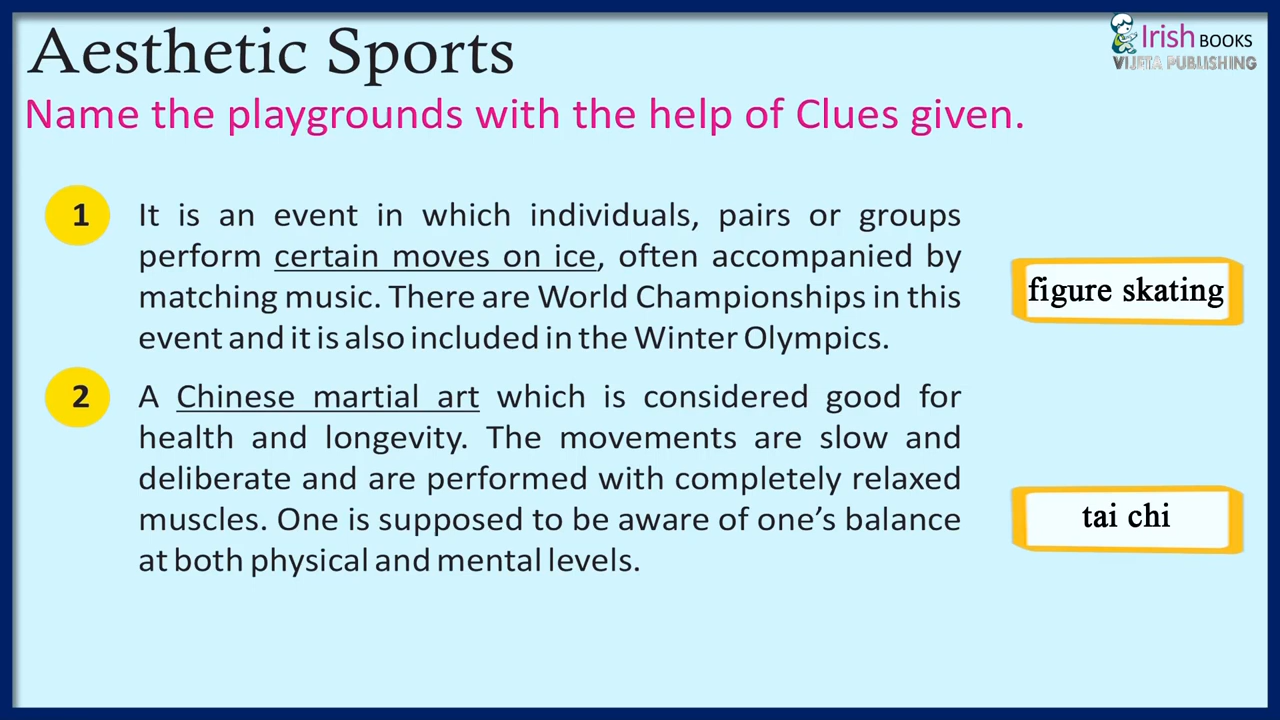 Aesthetic Sports
Irish BOOKS
VIJETA PUBLISHING
Name the playgrounds with the help of Clues given.
1
It is an event in which individuals, pairs or groups
perform certain moves on ice, often accompanied by
matching music. There are World Championships in this
event and it is also included in the Winter Olympics.
figure skating
2
A Chinese martial art which is considered good for
health and longevity. The movements are slow and
deliberate and are performed with completely relaxed
muscles. One is supposed to be aware of one’s balance
at both physical and mental levels.
tai chi